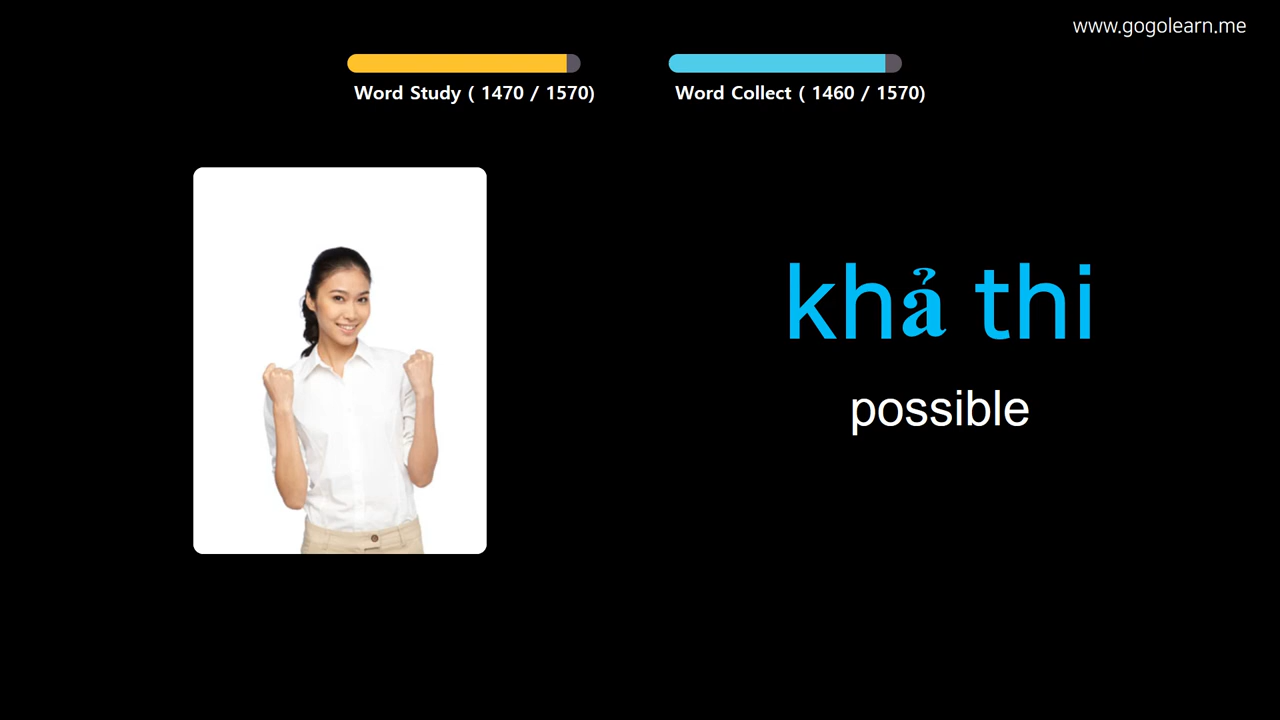 www.gogolearn.me
Word Study ( 1470 / 1570)
Word Collect ( 1460 / 1570)
khả thi
possible